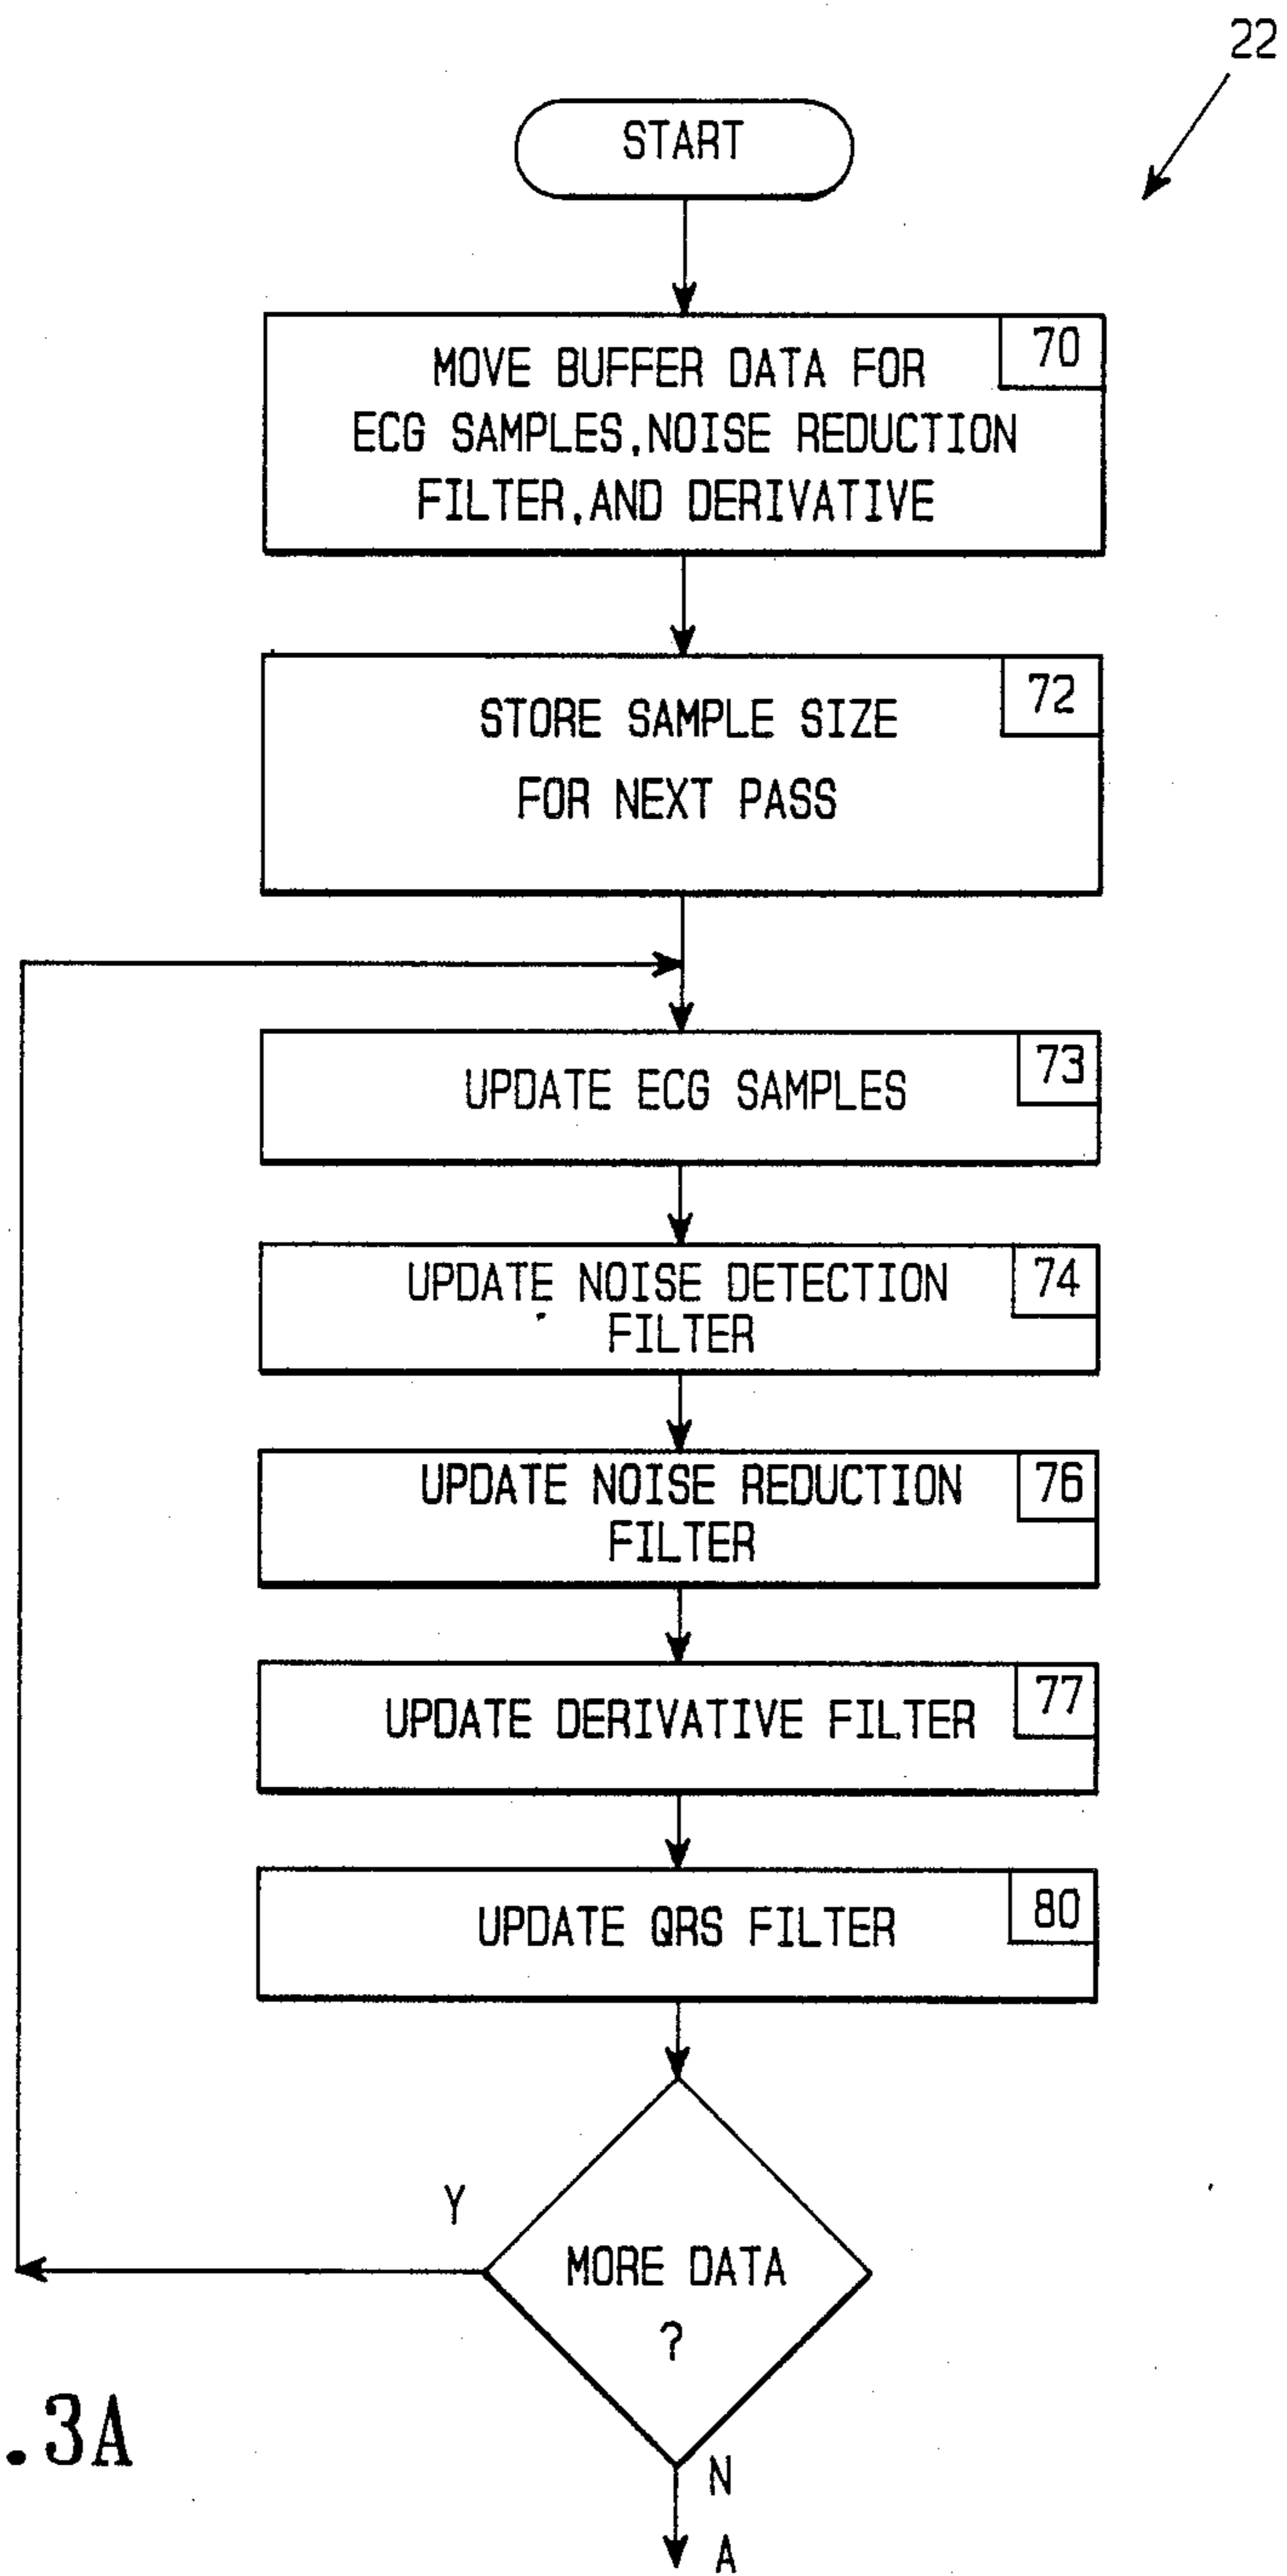 22
START
70
MOVE BUFFER DATA FOR
ECG SAMPLES,NOISE REDUCTION
FILTER,AND DERIVATIVE
72
STORE SAMPLE SIZE
FOR NEXT PASS
73
UPDATE ECG SAMPLES
74
UPDATE NOISE DETECTION
FILTER
76
UPDATE NOISE REDUCTION
FILTER
77
UPDATE DERIVATIVE FILTER
80
UPDATE QRS FILTER
Y
MORE DATA
?
.3A
N
A